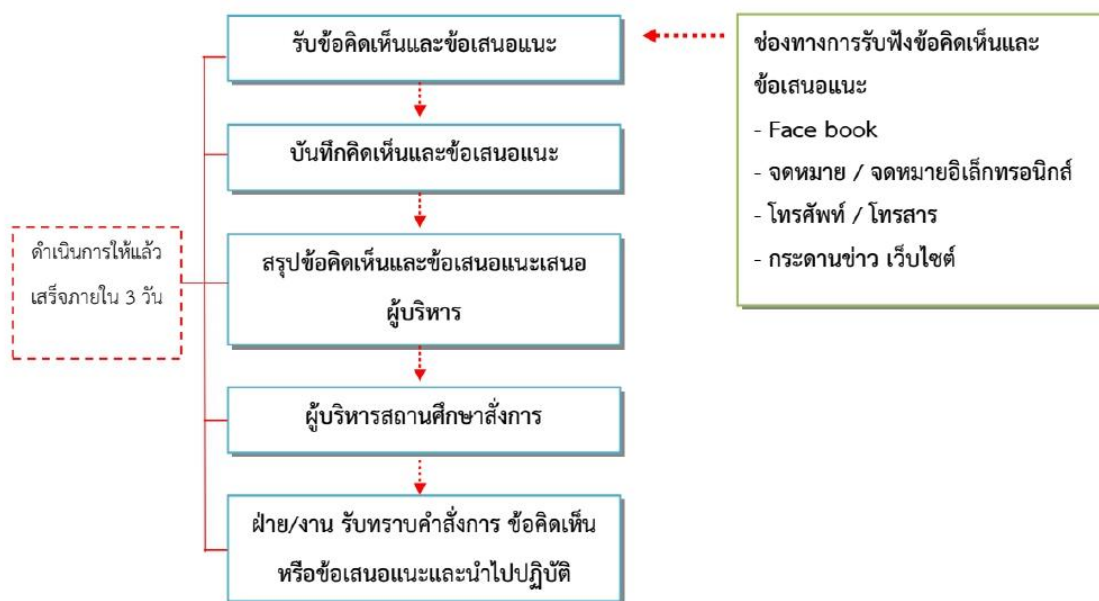 รับข้อคิดเห็นและข้อเสนอแนะ
บันทึกคิดเห็นและข้อเสนอแนะ
สรุปข้อคิดเห็นและข้อเสนอแนะเสนอ
ผู้บริหาร
ผู้บริหารสถานศึกษาสั่งการ
ฝ่าย/งาน รับทราบคำสั่งการ ข้อคิดเห็น
หรือข้อเสนอแนะและนำไปปฏิบัติ
ดำเนินการให้แล้ว
เสร็จภายใน 3 วัน
ช่องทางการรับฟังข้อคิดเห็นและ
ข้อเสนอแนะ
- Face book
- จดหมาย / จดหมายอิเล็กทรอนิกส์
- โทรศัพท์ / โทรสาร
- กระดานข่าว เว็บไซต์